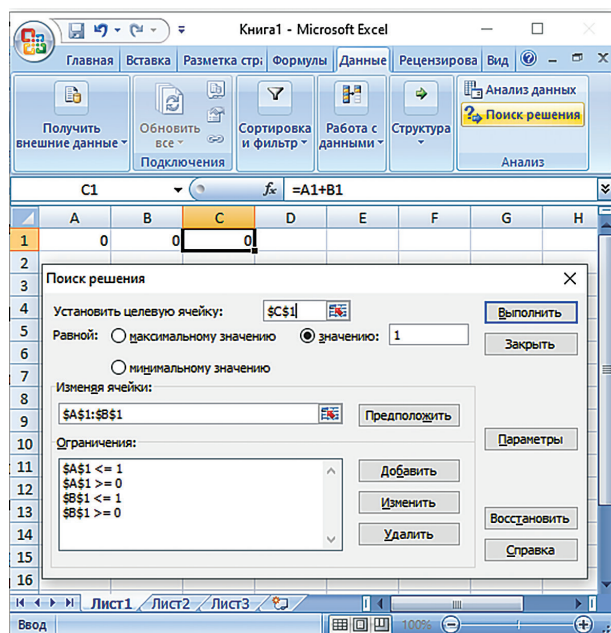 Книга1 - Microsoft Excel
Главная Вставка Разметка стр: Формулы Данные Рецензирова Вид
Получить внешние данные
Обновить все
Подключения
Сортировка и фильтр
Работа с данными
Структура
Анализ данных
Поиск решения
Анализ
C1 fx =A1+B1
A B C D E F G H
1 0 0 0
2
3
4
5
6
7
8
9
10
11
12
13
14
15
16
Поиск решения
Установить целевую ячейку: $C$1 Выполнить
Равной: максимальному значению значению: 1 Закрыть
минимальному значению
Изменяя ячейки:
$A$1:$B$1 Предположить
Ограничения: Параметры
$A$1 <= 1 Добавить
$A$1 >= 0
$B$1 <= 1 Изменить
$B$1 >= 0
Восстановить
Удалить
Справка
Лист1 Лист2 Лист3
Ввод 100%